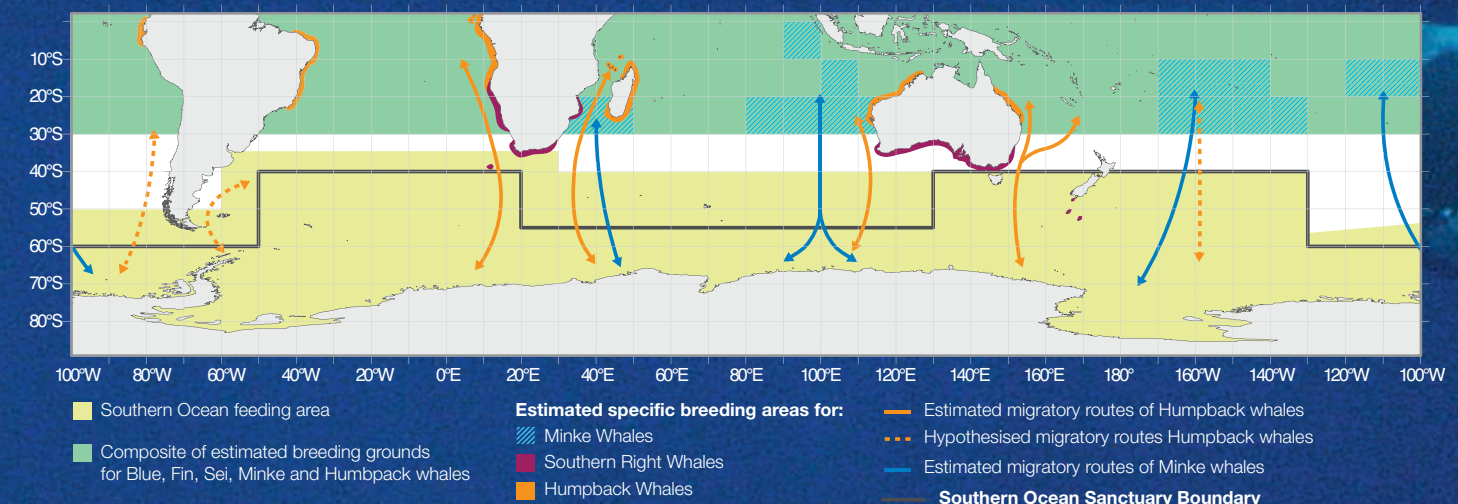 10°S
20°S
30°S
40°S
50°S
60°S
70°S
80°S
100°W 80°W 60°W 40°W 20°W 0°E 20°E 40°E 60°E 80°E 100°E 120°E 140°E 160°E 180° 160°W 140°W 120°W 100°W
Southern Ocean feeding area
Composite of estimated breeding grounds
for Blue, Fin, Sei, Minke and Humbpack whales
Estimated specific breeding areas for:
Minke Whales
Southern Right Whales
Humpback Whales
Estimated migratory routes of Humpback whales
Hypothesised migratory routes Humpback whales
Estimated migratory routes of Minke whales
Southern Ocean Sanctuary Boundary